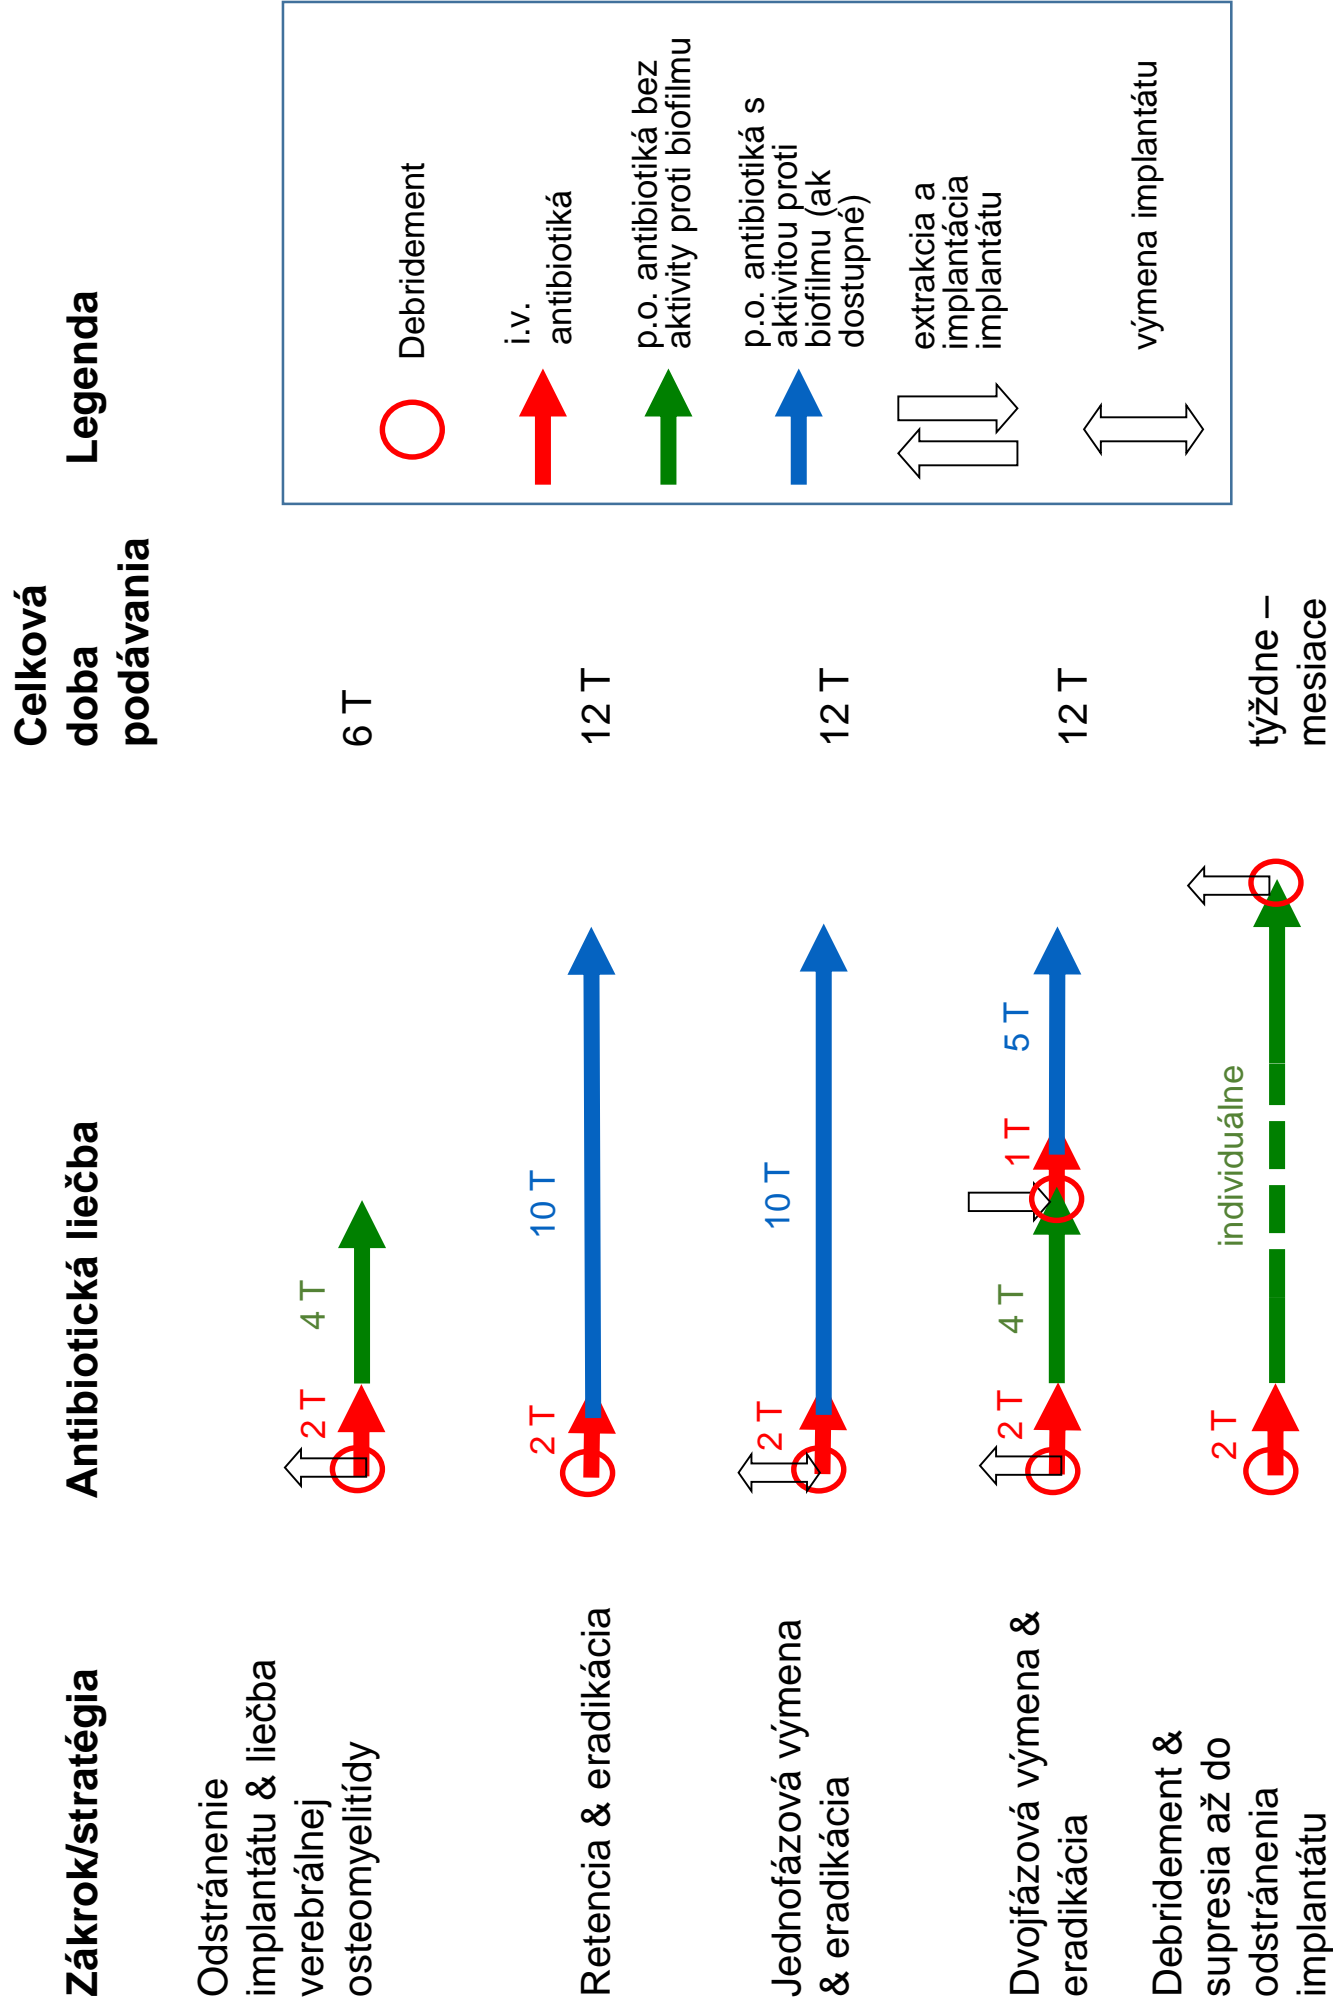 Zákrok/stratégia
Antibiotická liečba
Celková
doba
podávania
Legenda
Odstránenie
implantátu & liečba
verebrálnej
osteomyelitídy
2 T
4 T
6 T
Retencia & eradikácia
2 T
10 T
12 T
Jednofázová výmena
& eradikácia
2 T
10 T
12 T
Dvojfázová výmena &
eradikácia
2 T
4 T
1 T
5 T
12 T
Debridement &
supresia až do
odstránenia
implantátu
2 T
individuálne
týždne –
mesiace
Debridement
i.v.
antibiotiká
p.o. antibiotiká bez
aktivity proti biofilmu
p.o. antibiotiká s
aktivitou proti
biofilmu (ak
dostupné)
extrakcia a
implantácia
implantátu
výmena implantátu